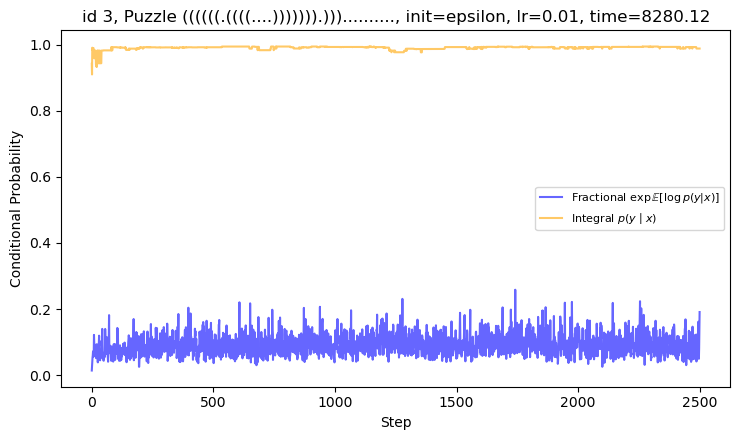 id 3, Puzzle ((((((.((((....))))))).))).........., init=epsilon, lr=0.01, time=8280.12
1.0
0.8
0.6
0.4
0.2
0.0
Conditional Probability
Fractional exp𝔼[log p(y|x)]
Integral p(y | x)
0
500
1000
1500
2000
2500
Step